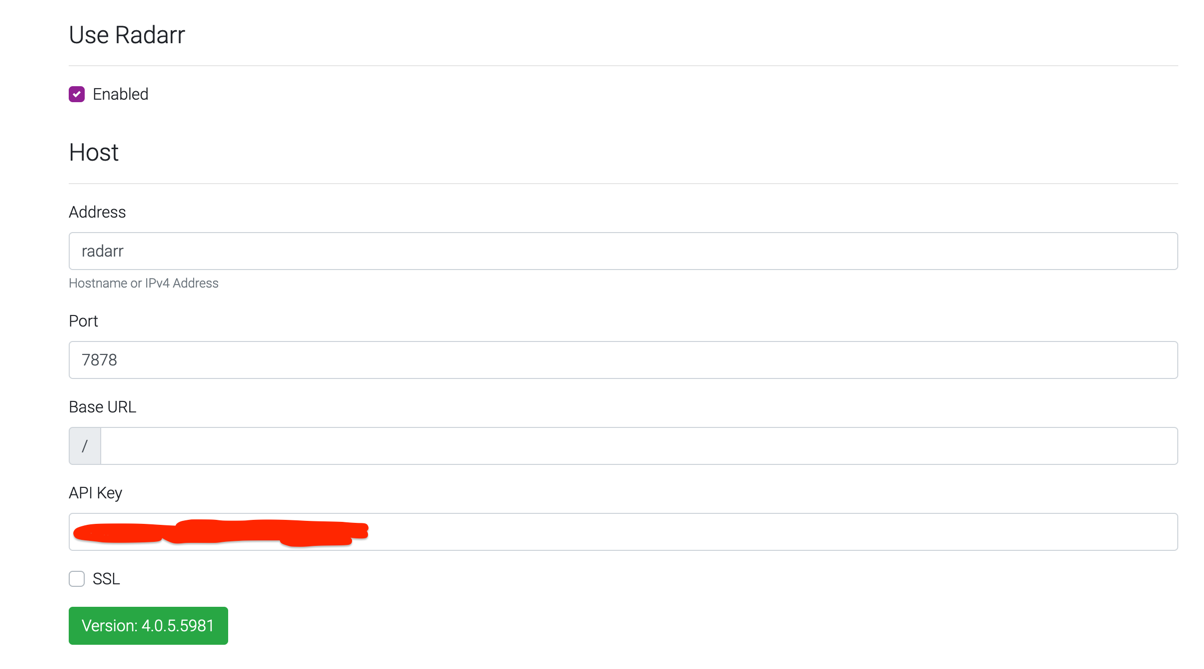 Use Radarr
Enabled
Host
Address
radarr
Hostname or IPv4 Address
Port
7878
Base URL
/
API Key
SSL
Version: 4.0.5.5981